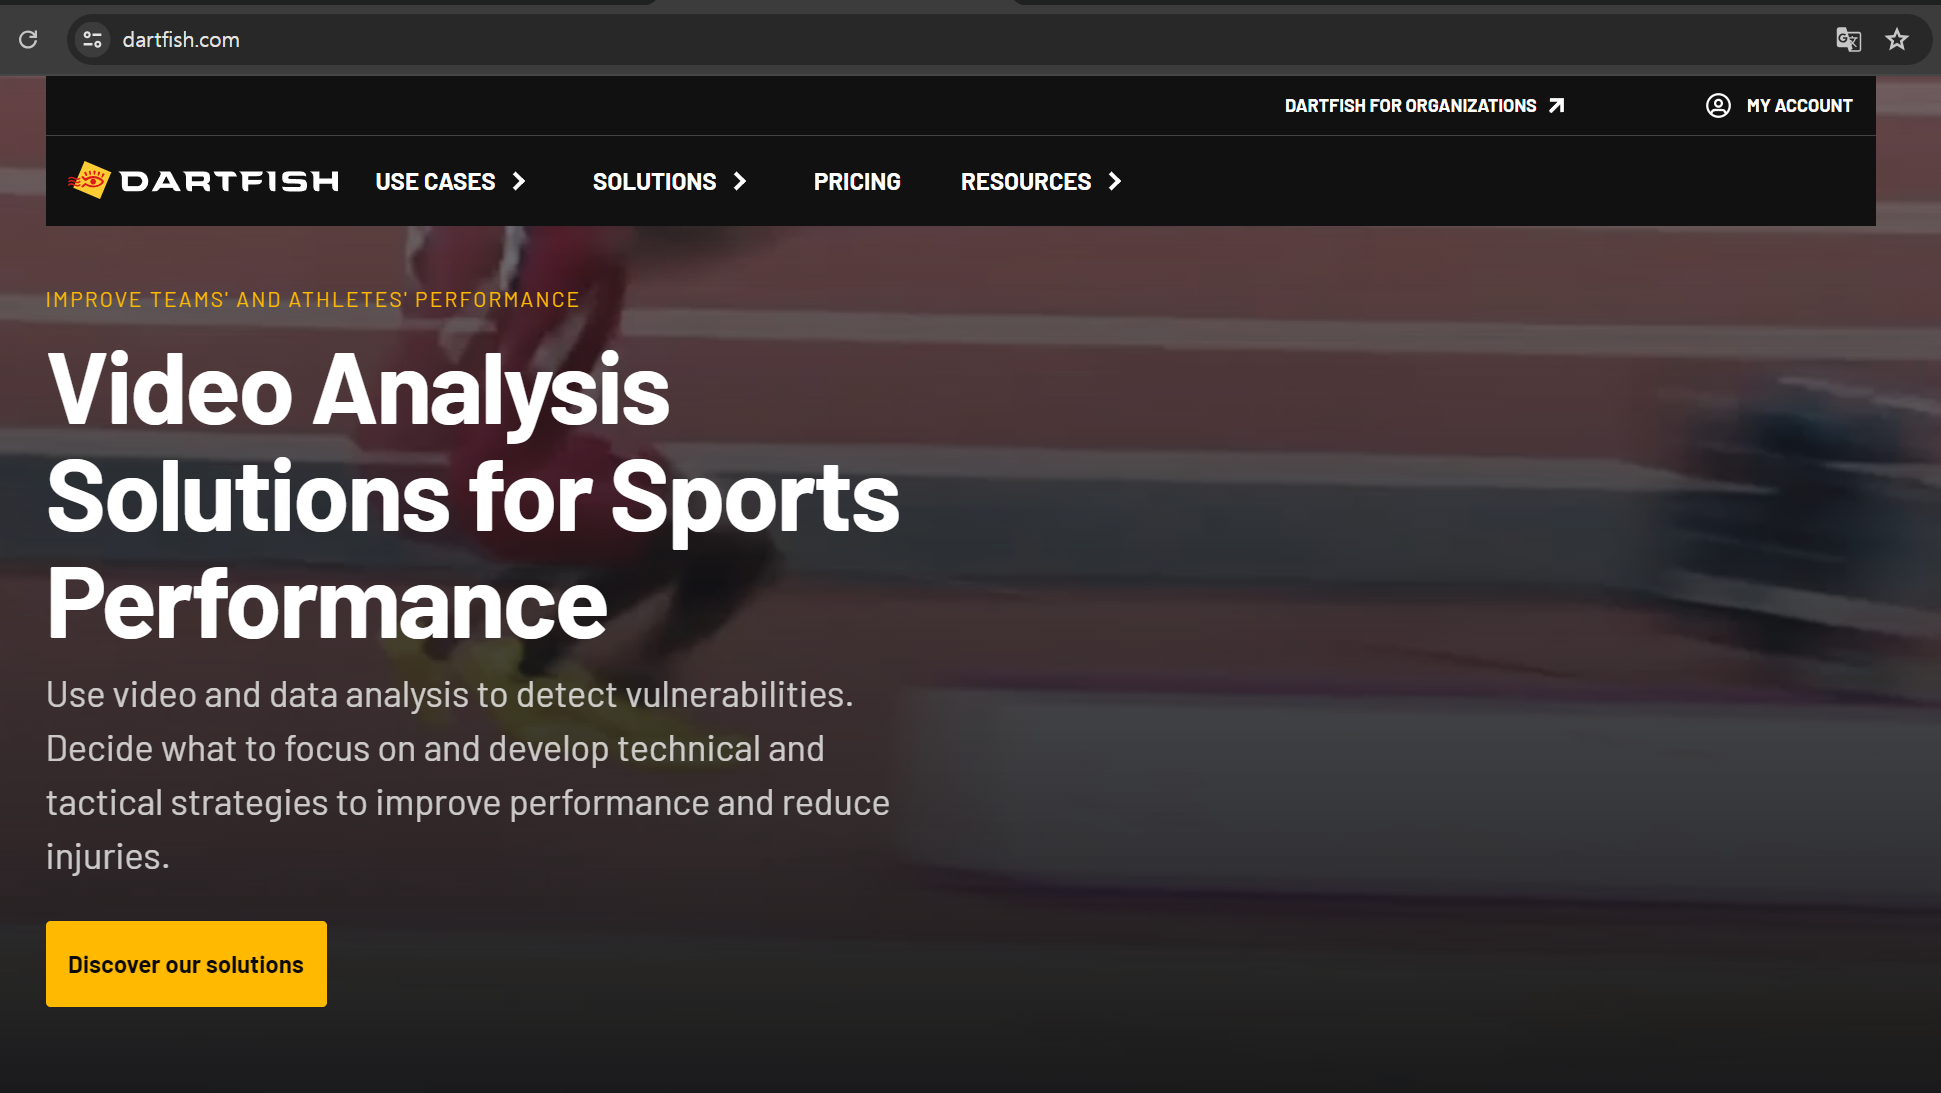 dartfish.com
DARTFISH FOR ORGANIZATIONS
MY ACCOUNT
DARTFISH
USE CASES
SOLUTIONS
PRICING
RESOURCES
IMPROVE TEAMS' AND ATHLETES' PERFORMANCE
Video Analysis
Solutions for Sports
Performance
Use video and data analysis to detect vulnerabilities.
Decide what to focus on and develop technical and
tactical strategies to improve performance and reduce
injuries.
Discover our solutions